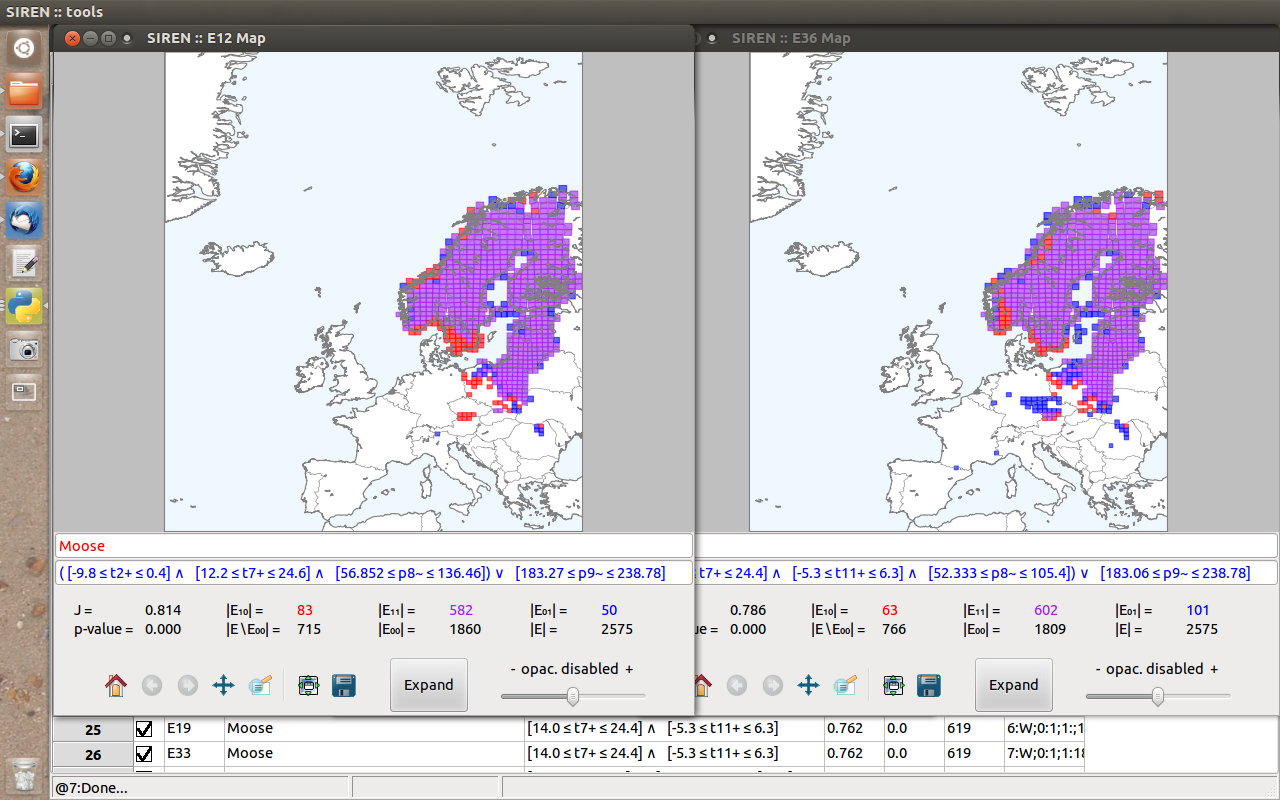 SIREN :: tools
SIREN :: E12 Map
SIREN :: E36 Map
Moose
( [-9.8 ≤ t2+ ≤ 0.4] ∧ [12.2 ≤ t7+ ≤ 24.6] ∧ [56.852 ≤ p8~ ≤ 136.46]) ∨ [183.27 ≤ p9~ ≤ 238.78]
≤ t7+ ≤ 24.4] ∧ [-5.3 ≤ t11+ ≤ 6.3] ∧ [52.333 ≤ p8~ ≤ 105.4]) ∨ [183.06 ≤ p9~ ≤ 238.78]
J = 0.814 |E₁₀| = 83 |E₁₁| = 582 |E₀₁| = 50
p-value = 0.000 |E\E₀₀| = 715 |E₀₀| = 1860 |E| = 2575
0.786 |E₁₀| = 63 |E₁₁| = 602 |E₀₁| = 101
ue = 0.000 |E\E₀₀| = 766 |E₀₀| = 1809 |E| = 2575
Expand
- opac. disabled +
Expand
- opac. disabled +
25 E19 Moose [14.0 ≤ t7+ ≤ 24.4] ∧ [-5.3 ≤ t11+ ≤ 6.3] 0.762 0.0 619 6:W;0:1;1:;1
26 E33 Moose [14.0 ≤ t7+ ≤ 24.4] ∧ [-5.3 ≤ t11+ ≤ 6.3] 0.762 0.0 619 7:W;0:1;1:18
@7:Done...